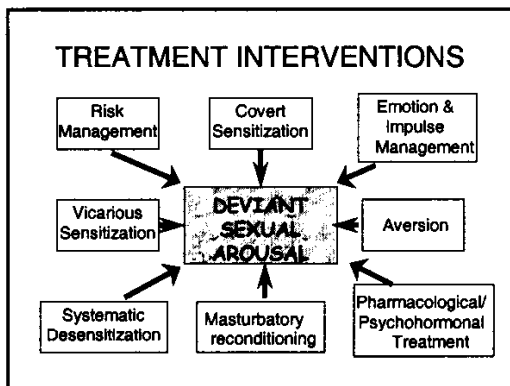 TREATMENT INTERVENTIONS
Risk
Management
Covert
Sensitization
Emotion &
Impulse
Management
Vicarious
Sensitization
DEVIANT
SEXUAL
AROUSAL
Aversion
Systematic
Desensitization
Masturbatory
reconditioning
Pharmacological/
Psychohormonal
Treatment